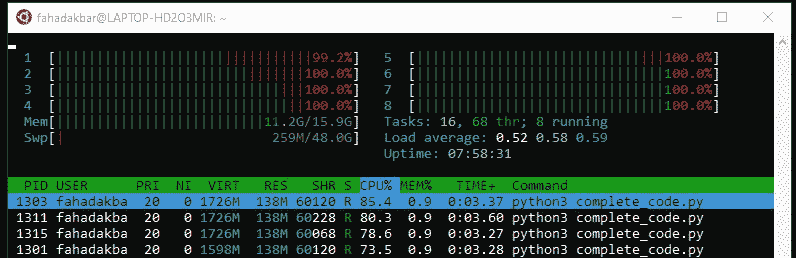 fahadakbar@LAPTOP-HD2O3MIR: ~
1 [||||||||||||||||||||||||||||||||||||99.2%] 5 [||||||||||||||||||||||||||||||||||||100.0%]
2 [|||||||||||||||||||||||||||||||||||100.0%] 6 [||||||||||||||||||||||||||||||||||||100.0%]
3 [|||||||||||||||||||||||||||||||||||100.0%] 7 [||||||||||||||||||||||||||||||||||||100.0%]
4 [|||||||||||||||||||||||||||||||||||100.0%] 8 [||||||||||||||||||||||||||||||||||||100.0%]
Mem[||||||||||||||||||||||||||||||11.2G/15.9G] Tasks: 16, 68 thr; 8 running
Swp[| 259M/48.0G] Load average: 0.52 0.58 0.59
Uptime: 07:58:31
PID USER PRI NI VIRT RES SHR S CPU% MEM% TIME+ Command
1303 fahadakba 20 0 1726M 138M 60120 R 85.4 0.9 0:03.37 python3 complete_code.py
1311 fahadakba 20 0 1726M 138M 60228 R 80.3 0.9 0:03.60 python3 complete_code.py
1315 fahadakba 20 0 1726M 138M 60068 R 78.6 0.9 0:03.27 python3 complete_code.py
1301 fahadakba 20 0 1598M 138M 60120 R 73.5 0.9 0:03.28 python3 complete_code.py